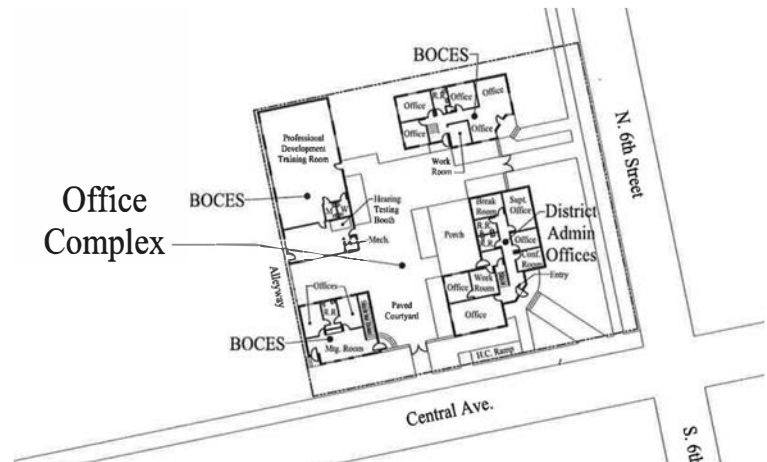 BOCES
Office
R.R.
Office
Office
Office
Office
Work
Room
N. 6th Street
Professional
Development
Training Room
BOCES
M
W
Hearing
Testing
Booth
Mech.
Office
Complex
Break
Room
Supt.
Office
R.R.
R.R.
Porch
Office
Conf.
Room
District
Admin
Offices
Entry
Office
Work
Room
Office
Alleyway
Offices
R.R.
Paved
Courtyard
BOCES
Mtg. Room
H.C. Ramp
Central Ave.
S. 6th